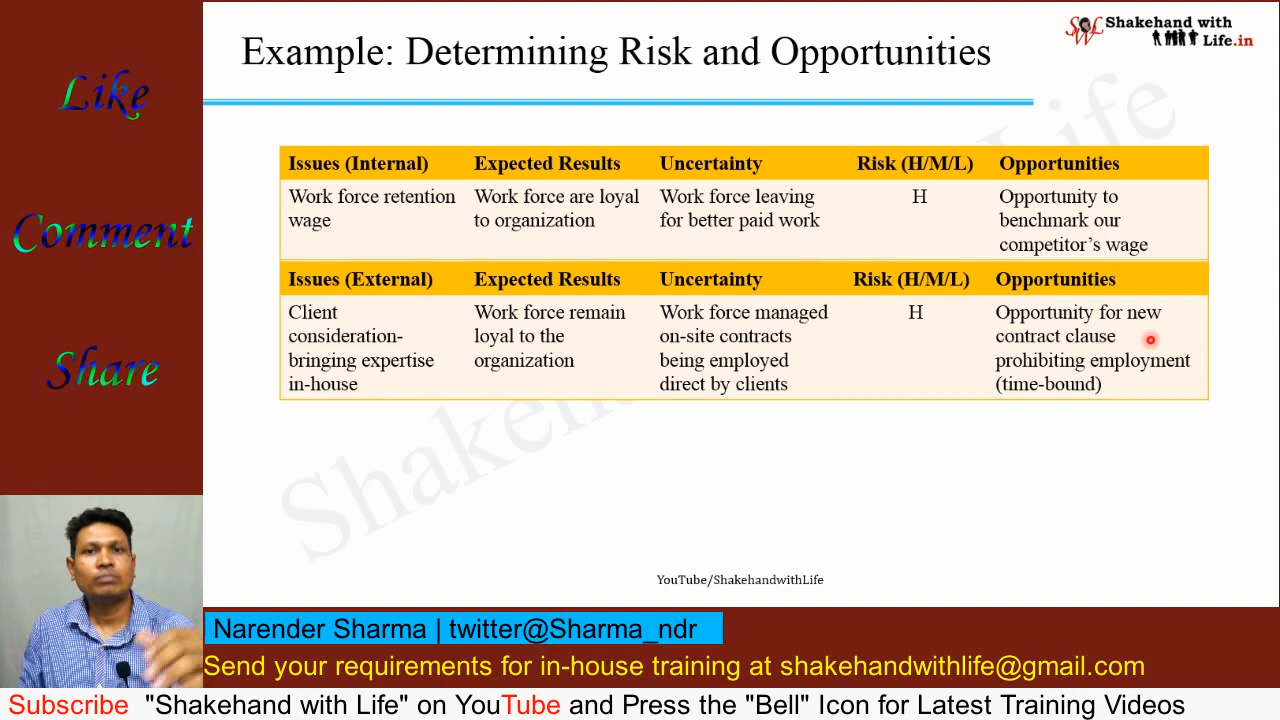 Like
Comment
Share
Shakehand with
Life.in
Example: Determining Risk and Opportunities
Issues (Internal) Expected Results Uncertainty Risk (H/M/L) Opportunities
Work force retention wage
Work force are loyal to organization
Work force leaving for better paid work
H
Opportunity to benchmark our competitor's wage
Issues (External) Expected Results Uncertainty Risk (H/M/L) Opportunities
Client consideration-bringing expertise in-house
Work force remain loyal to the organization
Work force managed on-site contracts being employed direct by clients
H
Opportunity for new contract clause prohibiting employment (time-bound)
YouTube/ShakehandwithLife
Narender Sharma | twitter@Sharma_ndr
Send your requirements for in-house training at shakehandwithlife@gmail.com
Subscribe "Shakehand with Life" on YouTube and Press the "Bell" Icon for Latest Training Videos